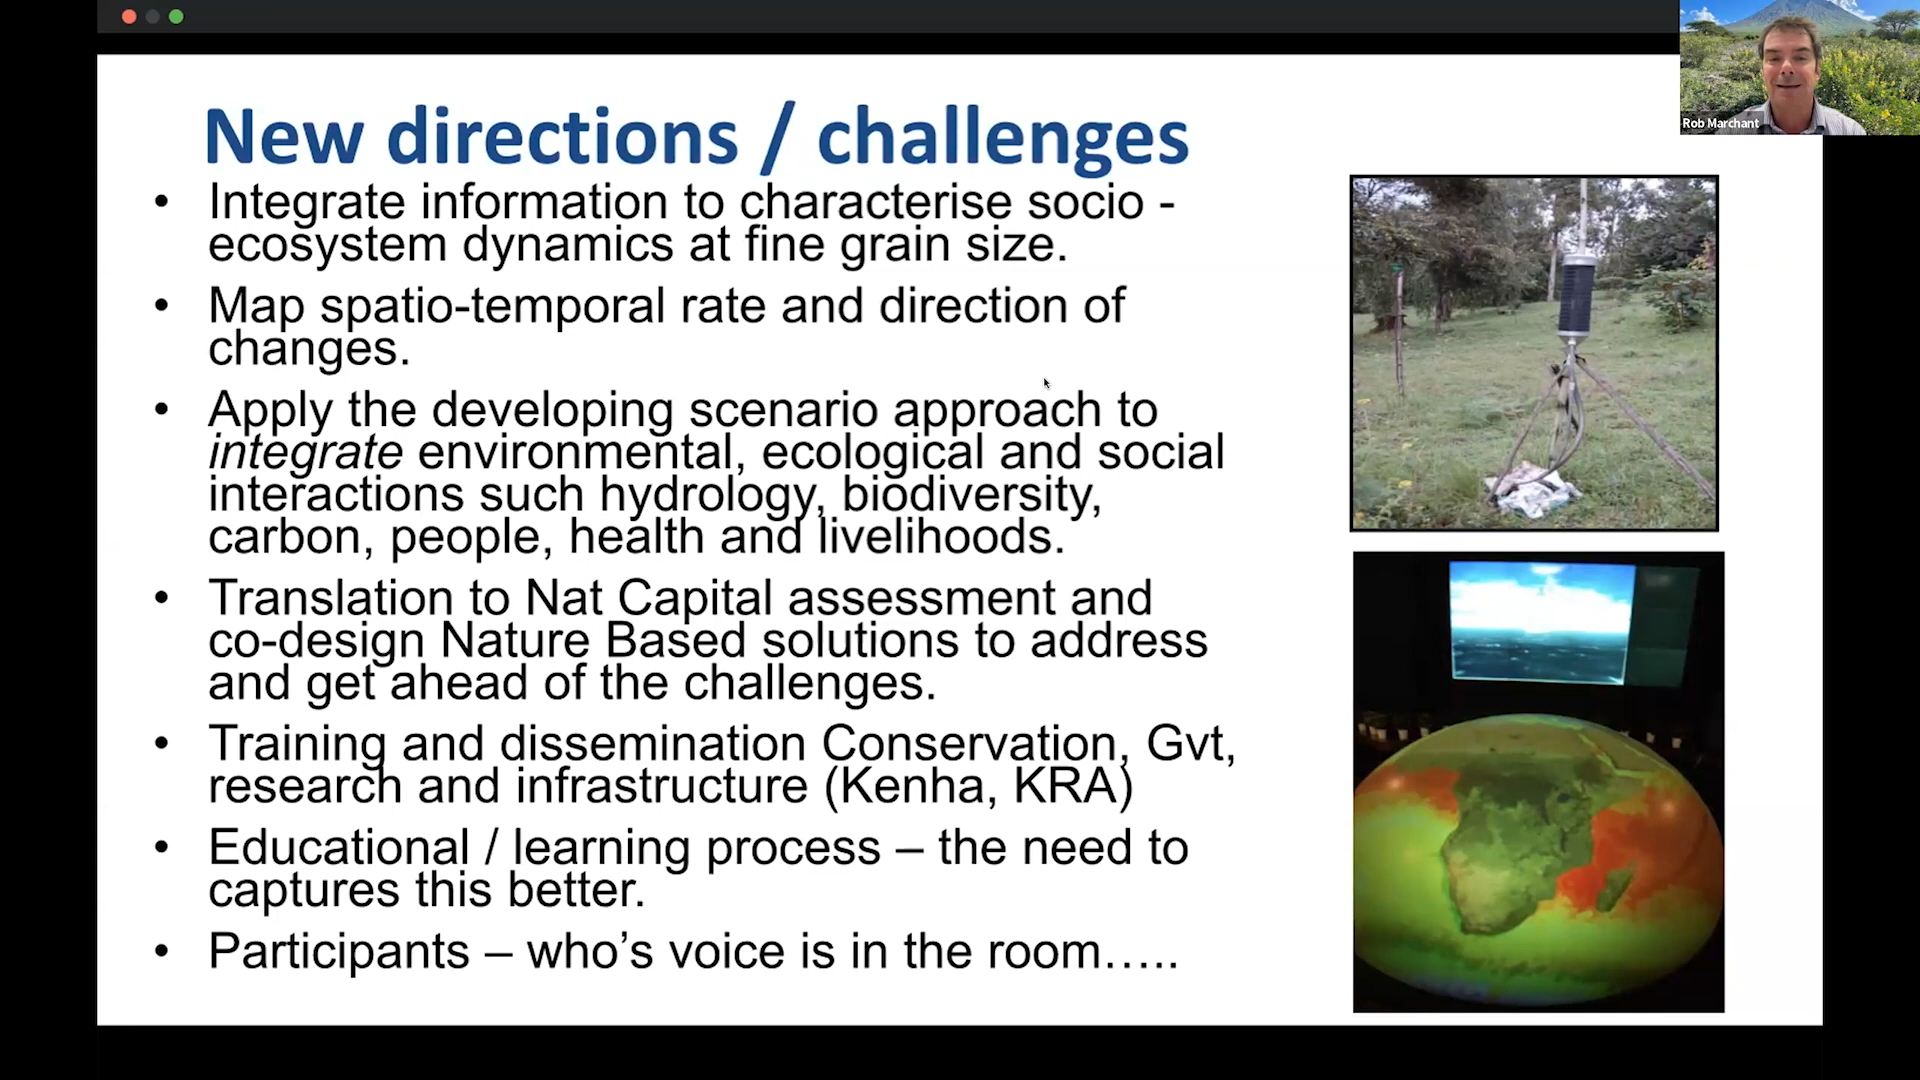 Rob Marchant
New directions / challenges
• Integrate information to characterise socio -
ecosystem dynamics at fine grain size.
• Map spatio-temporal rate and direction of
changes.
• Apply the developing scenario approach to
integrate environmental, ecological and social
interactions such hydrology, biodiversity,
carbon, people, health and livelihoods.
• Translation to Nat Capital assessment and
co-design Nature Based solutions to address
and get ahead of the challenges.
• Training and dissemination Conservation, Gvt,
research and infrastructure (Kenha, KRA)
• Educational / learning process – the need to
captures this better.
• Participants – who’s voice is in the room…..